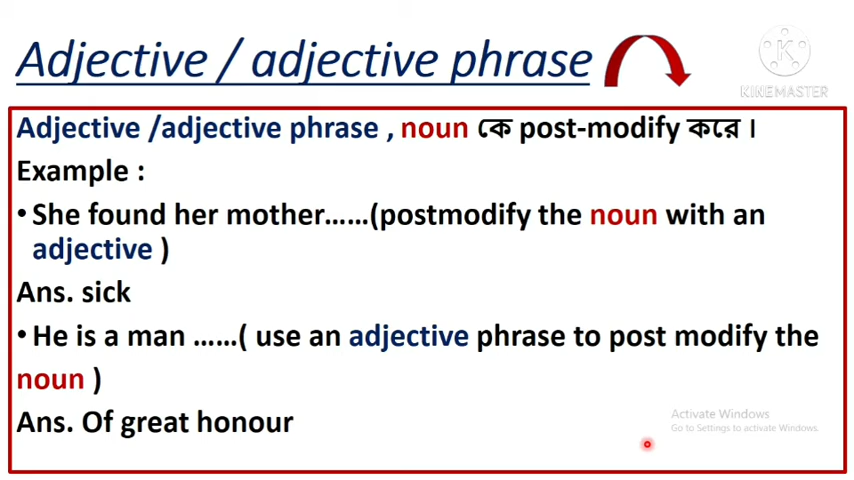 Adjective / adjective phrase
KINEMASTER
Adjective /adjective phrase , noun কে post-modify করে ।
Example :
• She found her mother……(postmodify the noun with an
adjective )
Ans. sick
• He is a man ……( use an adjective phrase to post modify the
noun )
Ans. Of great honour
Activate Windows
Go to Settings to activate Windows.